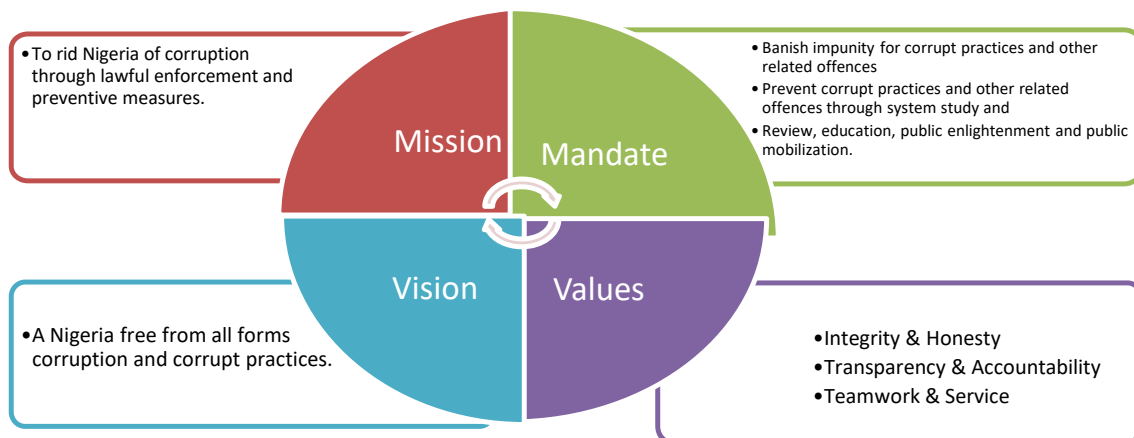 •To rid Nigeria of corruption
through lawful enforcement and
preventive measures.
Mission
• Banish impunity for corrupt practices and other
related offences
• Prevent corrupt practices and other related
offences through system study and
• Review, education, public enlightenment and public
mobilization.
Mandate
Vision
•A Nigeria free from all forms
corruption and corrupt practices.
Values
•Integrity & Honesty
•Transparency & Accountability
•Teamwork & Service